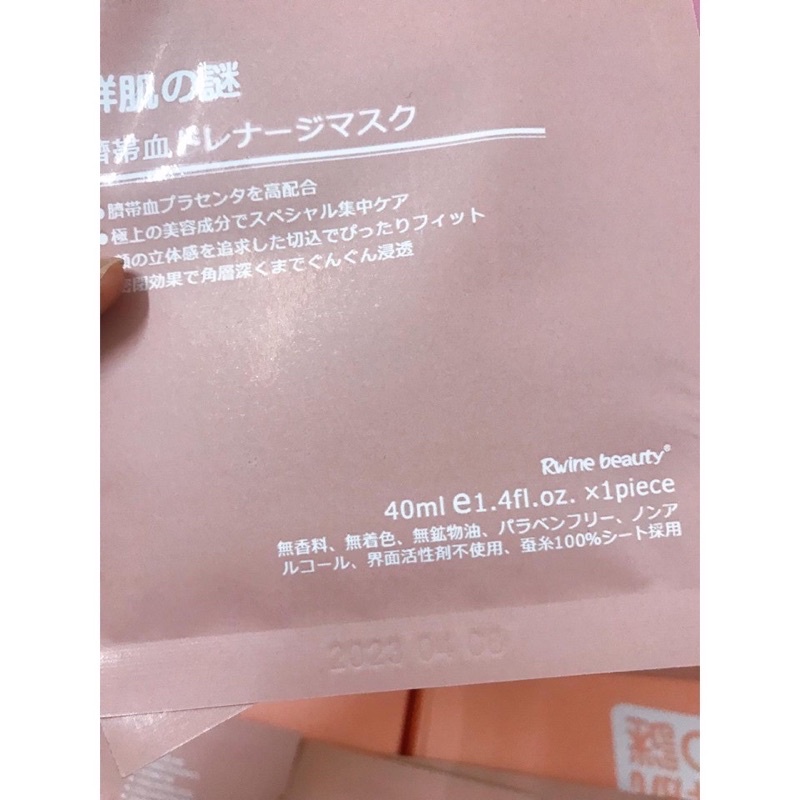 肌の謎
帯血ドレナージマスク
●臍帯血プラセンタを高配合
●極上の美容成分でスペシャル集中ケア
顔の立体感を追求した切込でぴったりフィット
密閉効果で角層深くまでぐんぐん浸透
Rwine beauty®
40ml e1.4fl.oz. ×1piece
無香料、無着色、無鉱物油、パラベンフリー、ノンア
ルコール、界面活性剤不使用、蚕糸100%シート採用
2023 04